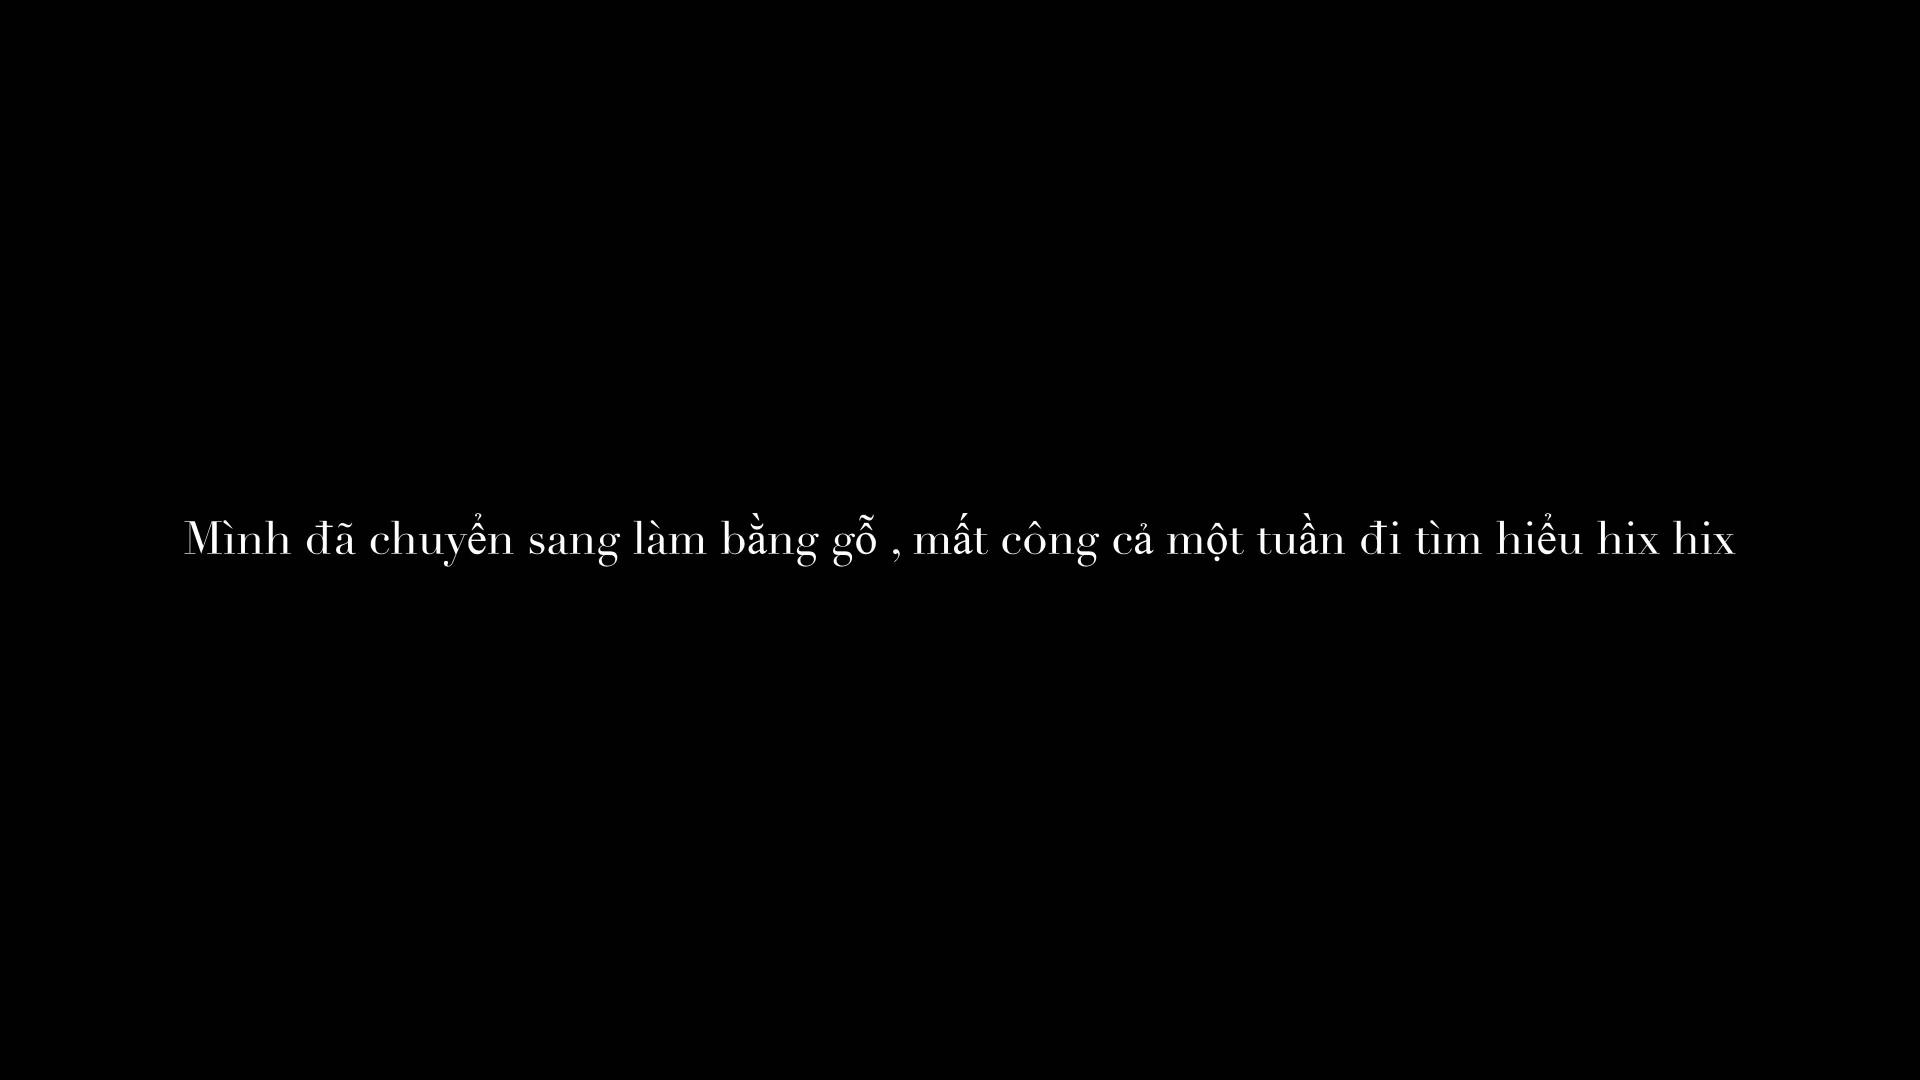 Mình đã chuyển sang làm bằng gỗ , mất công cả một tuần đi tìm hiểu hix hix